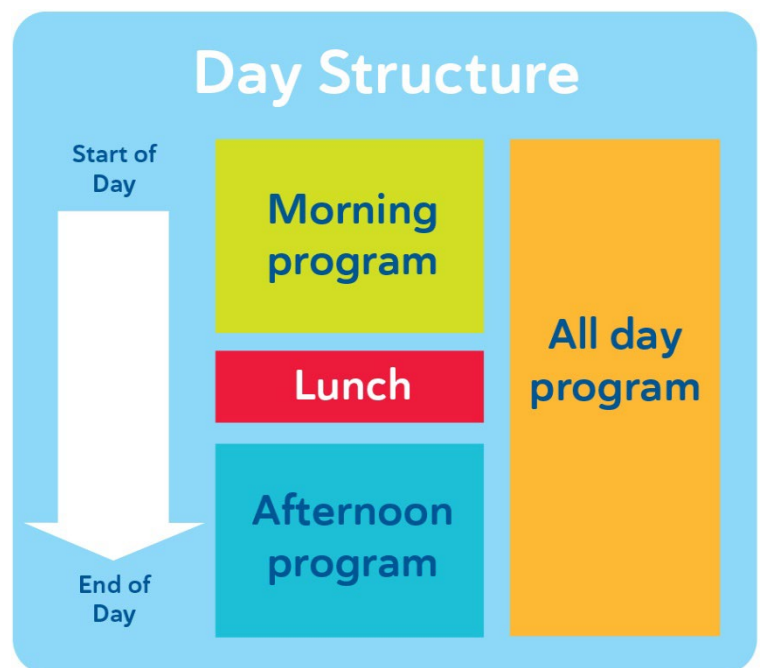 Day Structure
Start of
Day
Morning
program
Lunch
All day
program
Afternoon
program
End of
Day